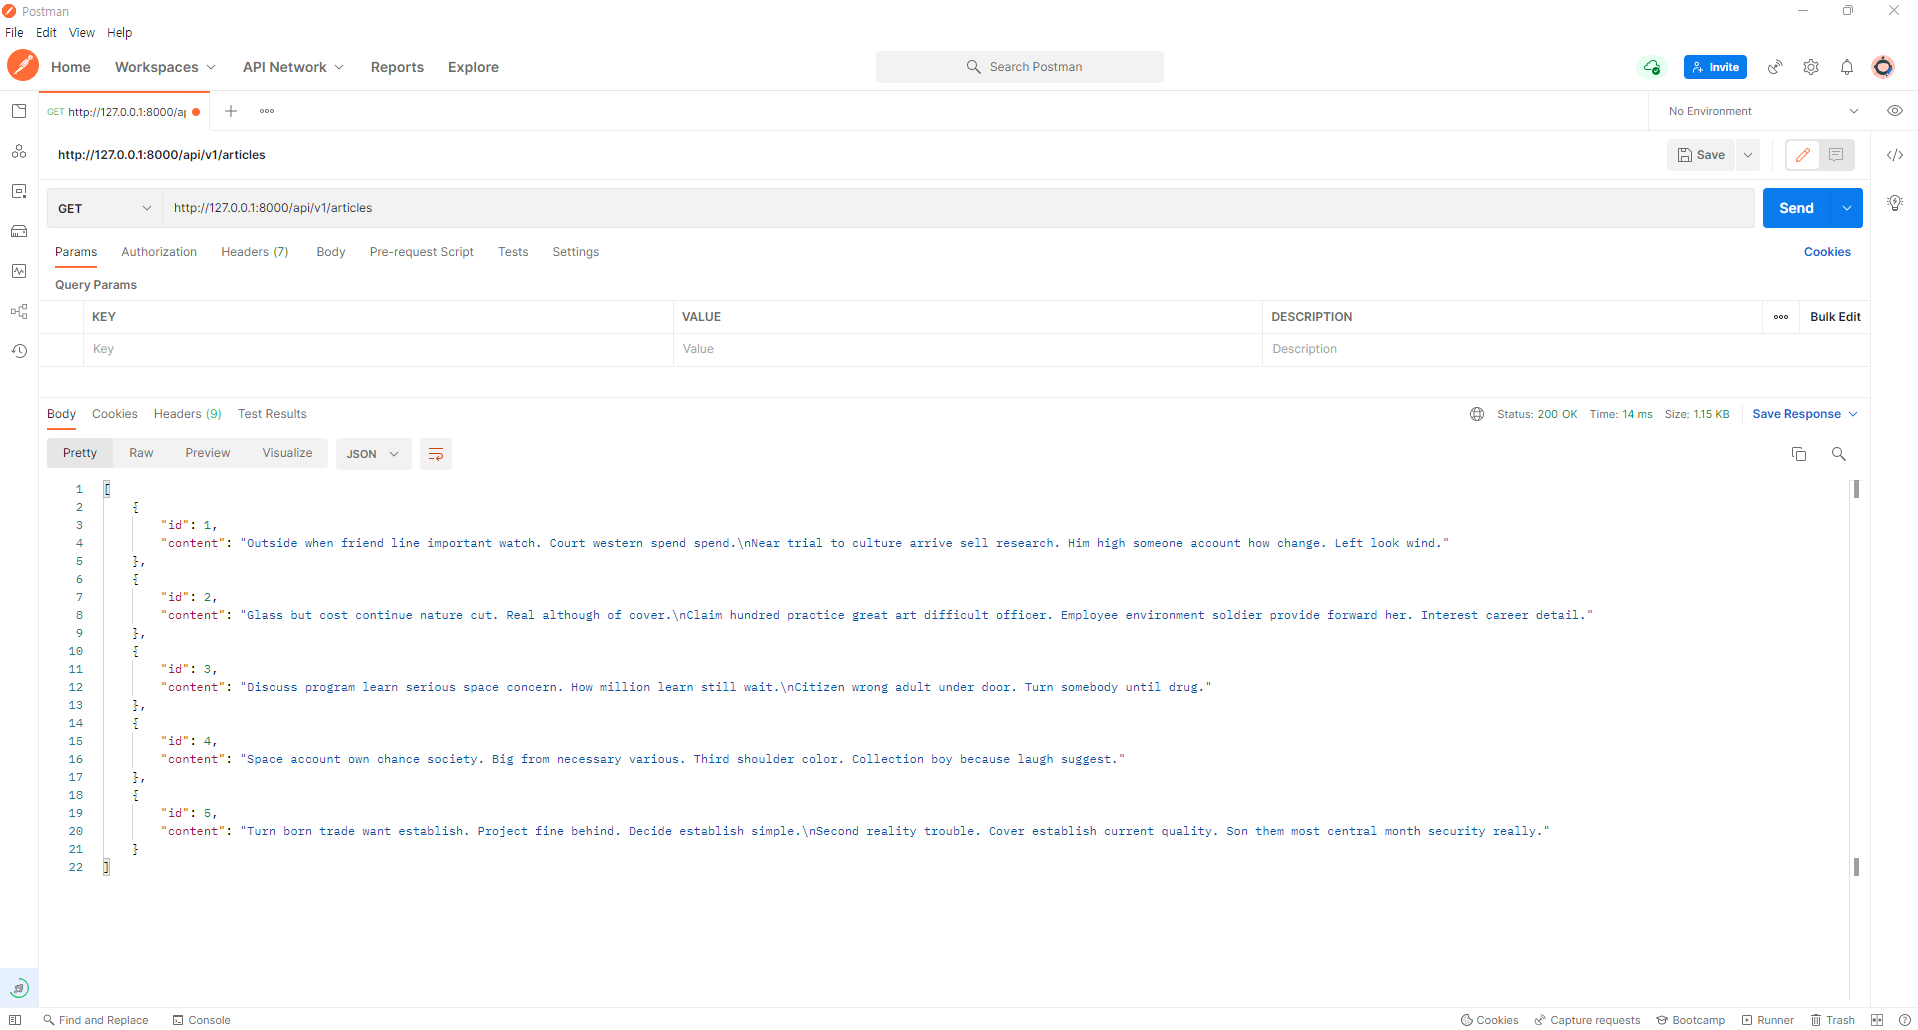 Postman
File Edit View Help
Home Workspaces API Network Reports Explore Search Postman Invite
GET http://127.0.0.1:8000/ap No Environment
http://127.0.0.1:8000/api/v1/articles Save
GET http://127.0.0.1:8000/api/v1/articles Send
Params Authorization Headers (7) Body Pre-request Script Tests Settings Cookies
Query Params
KEY VALUE DESCRIPTION Bulk Edit
Key Value Description
Body Cookies Headers (9) Test Results Status: 200 OK Time: 14 ms Size: 1.15 KB Save Response
Pretty Raw Preview Visualize JSON
1 [
2 {
3 "id": 1,
4 "content": "Outside when friend line important watch. Court western spend spend.\nNear trial to culture arrive sell research. Him high someone account how change. Left look wind."
5 },
6 {
7 "id": 2,
8 "content": "Glass but cost continue nature cut. Real although of cover.\nClaim hundred practice great art difficult officer. Employee environment soldier provide forward her. Interest career detail."
9 },
10 {
11 "id": 3,
12 "content": "Discuss program learn serious space concern. How million learn still wait.\nCitizen wrong adult under door. Turn somebody until drug."
13 },
14 {
15 "id": 4,
16 "content": "Space account own chance society. Big from necessary various. Third shoulder color. Collection boy because laugh suggest."
17 },
18 {
19 "id": 5,
20 "content": "Turn born trade want establish. Project fine behind. Decide establish simple.\nSecond reality trouble. Cover establish current quality. Son them most central month security really."
21 }
22 ]
Find and Replace Console Cookies Capture requests Bootcamp Runner Trash